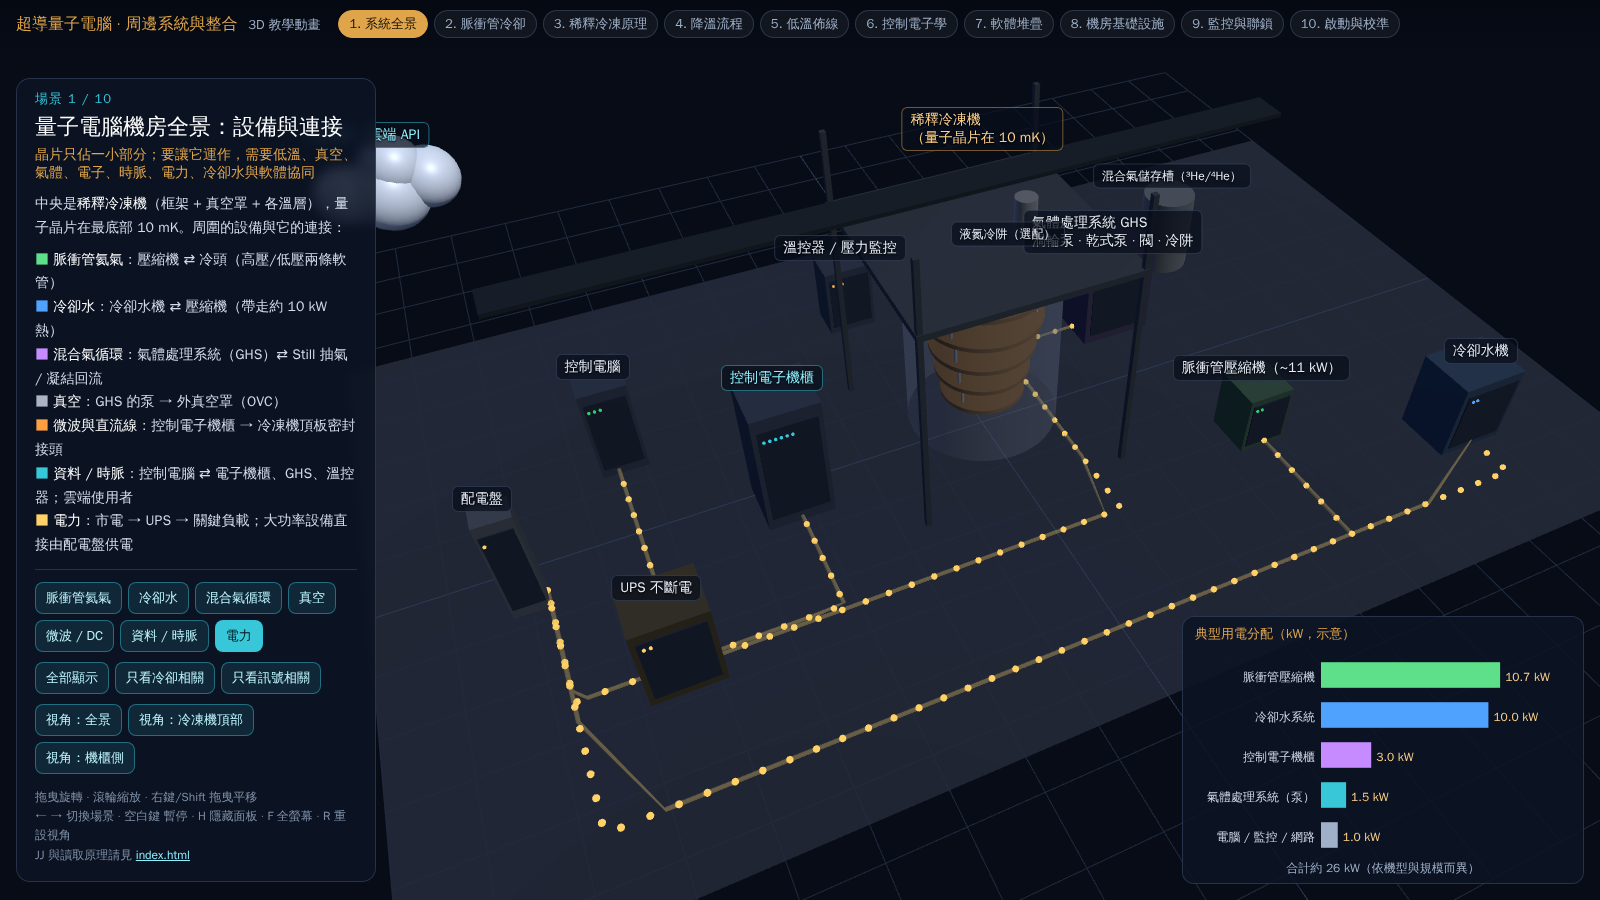 超導量子電腦 · 周邊系統與整合 3D 教學動畫
1. 系統全景
2. 脈衝管冷卻
3. 稀釋冷凍原理
4. 降溫流程
5. 低溫佈線
6. 控制電子學
7. 軟體堆疊
8. 機房基礎設施
9. 監控與聯鎖
10. 啟動與校準
場景 1 / 10
量子電腦機房全景：設備與連接
晶片只佔一小部分；要讓它運作，需要低溫、真空、
氣體、電子、時脈、電力、冷卻水與軟體協同
中央是稀釋冷凍機（框架 + 真空罩 + 各溫層），量
子晶片在最底部 10 mK。周圍的設備與它的連接：
脈衝管氦氣：壓縮機 ⇄ 冷頭（高壓/低壓兩條軟
管）
冷卻水：冷卻水機 ⇄ 壓縮機（帶走約 10 kW
熱）
混合氣循環：氣體處理系統（GHS）⇄ Still 抽氣
/ 凝結回流
真空：GHS 的泵 → 外真空罩（OVC）
微波與直流線：控制電子機櫃 → 冷凍機頂板密封
接頭
資料 / 時脈：控制電腦 ⇄ 電子機櫃、GHS、溫控
器；雲端使用者
電力：市電 → UPS → 關鍵負載；大功率設備直
接由配電盤供電
脈衝管氦氣
冷卻水
混合氣循環
真空
微波 / DC
資料 / 時脈
電力
全部顯示
只看冷卻相關
只看訊號相關
視角：全景
視角：冷凍機頂部
視角：機櫃側
拖曳旋轉 · 滾輪縮放 · 右鍵/Shift 拖曳平移
← → 切換場景 · 空白鍵 暫停 · H 隱藏面板 · F 全螢幕 · R 重
設視角
JJ 與讀取原理請見 index.html
雲端 API
稀釋冷凍機
（量子晶片在 10 mK）
混合氣儲存槽（³He/⁴He）
氣體處理系統 GHS
泵 · 乾式泵 · 閥 · 冷阱
液氮冷阱（選配）
溫控器 / 壓力監控
控制電腦
控制電子機櫃
脈衝管壓縮機（~11 kW）
冷卻水機
配電盤
UPS 不斷電
典型用電分配（kW，示意）
脈衝管壓縮機 10.7 kW
冷卻水系統 10.0 kW
控制電子機櫃 3.0 kW
氣體處理系統（泵） 1.5 kW
電腦 / 監控 / 網路 1.0 kW
合計約 26 kW（依機型與規模而異）